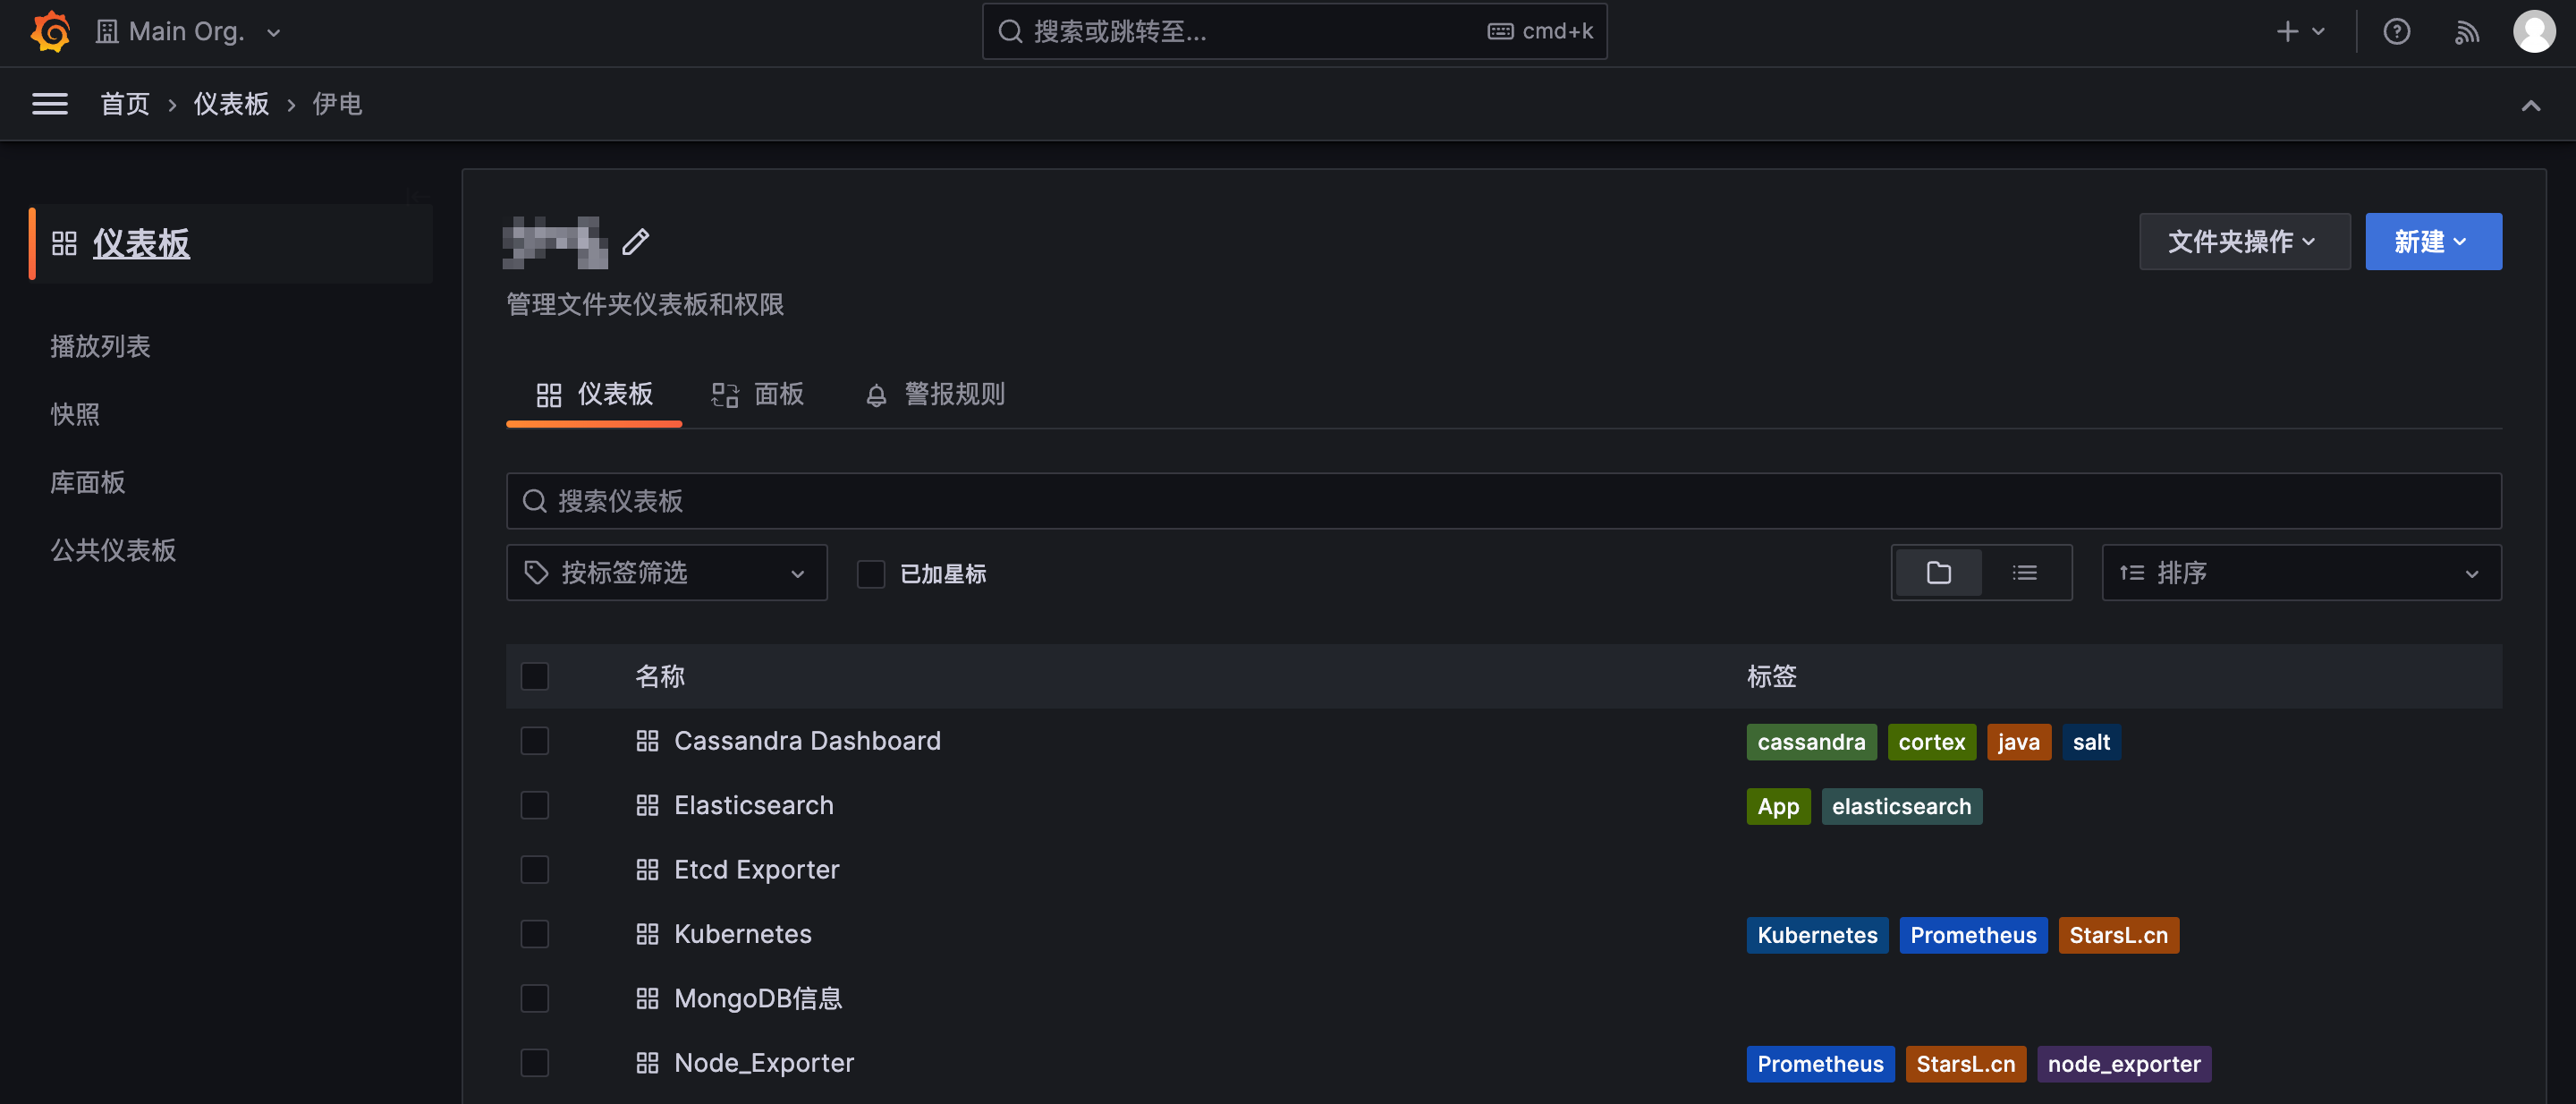 Main Org.
搜索或跳转至...
cmd+k
首页 › 仪表板 › 伊电
仪表板
播放列表
快照
库面板
公共仪表板
文件夹操作
新建
管理文件夹仪表板和权限
仪表板 面板 警报规则
搜索仪表板
按标签筛选
已加星标
排序
名称 标签
Cassandra Dashboard cassandra cortex java salt
Elasticsearch App elasticsearch
Etcd Exporter
Kubernetes Kubernetes Prometheus StarsL.cn
MongoDB信息
Node_Exporter Prometheus StarsL.cn node_exporter